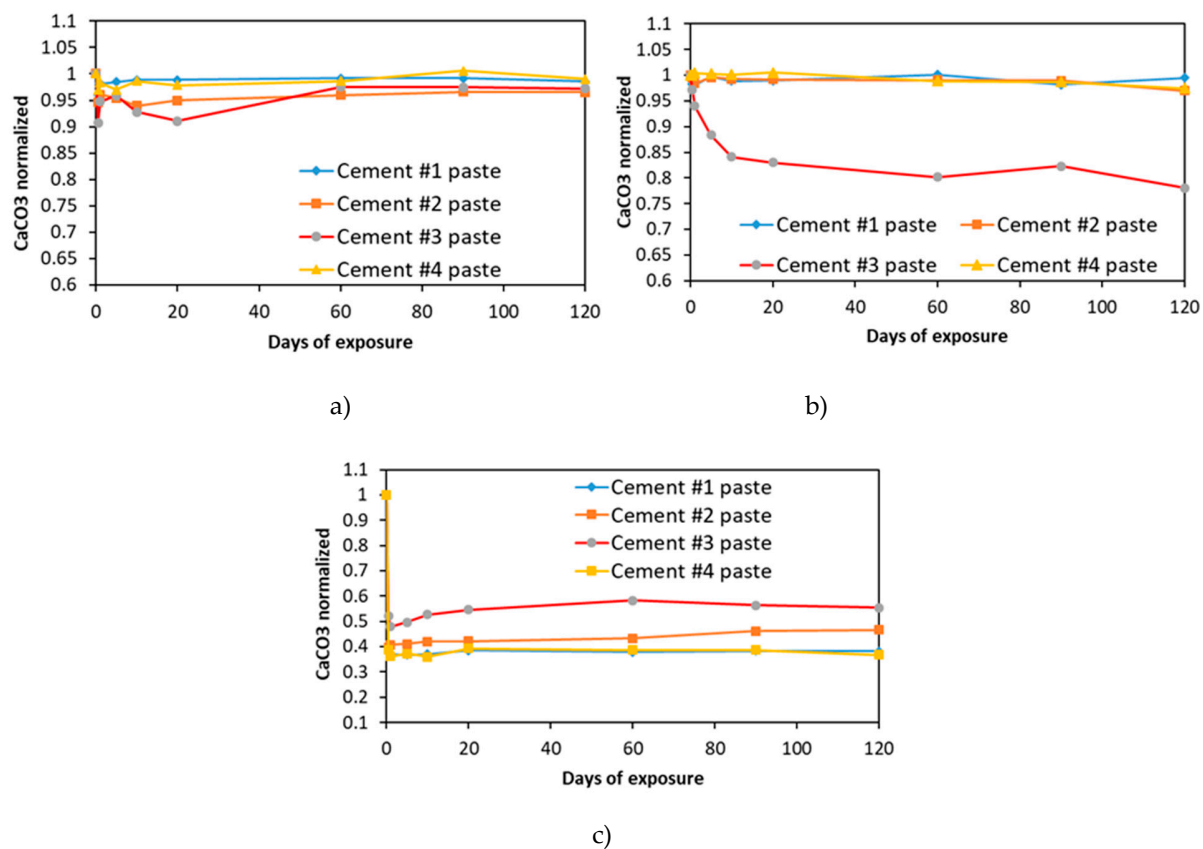 1.1
1.05
1
0.95
0.9
0.85
0.8
0.75
0.7
0.65
0.6
CaCO3 normalized
Cement #1 paste
Cement #2 paste
Cement #3 paste
Cement #4 paste
0 20 40 60 80 100 120
Days of exposure
a)
1.1
1.05
1
0.95
0.9
0.85
0.8
0.75
0.7
0.65
0.6
CaCO3 normalized
Cement #1 paste Cement #2 paste
Cement #3 paste Cement #4 paste
0 20 40 60 80 100 120
Days of exposure
b)
1.1
1
0.9
0.8
0.7
0.6
0.5
0.4
0.3
0.2
0.1
CaCO3 normalized
Cement #1 paste
Cement #2 paste
Cement #3 paste
Cement #4 paste
0 20 40 60 80 100 120
Days of exposure
c)